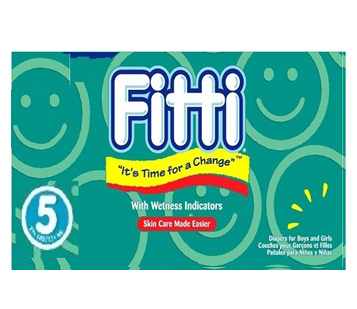 Fitti®
"It's Time for a Change"™
With Wetness Indicators
Skin Care Made Easier
5
Diapers for Boys and Girls
Couches pour Garçons et Filles
Pañales para Niños y Niñas